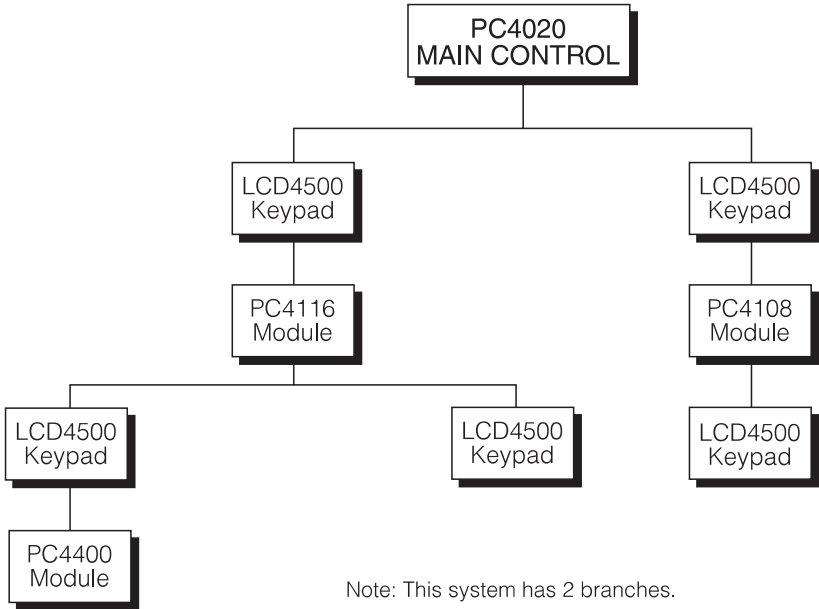 PC4020
MAIN CONTROL
LCD4500
Keypad
LCD4500
Keypad
PC4116
Module
PC4108
Module
LCD4500
Keypad
LCD4500
Keypad
LCD4500
Keypad
PC4400
Module
Note: This system has 2 branches.